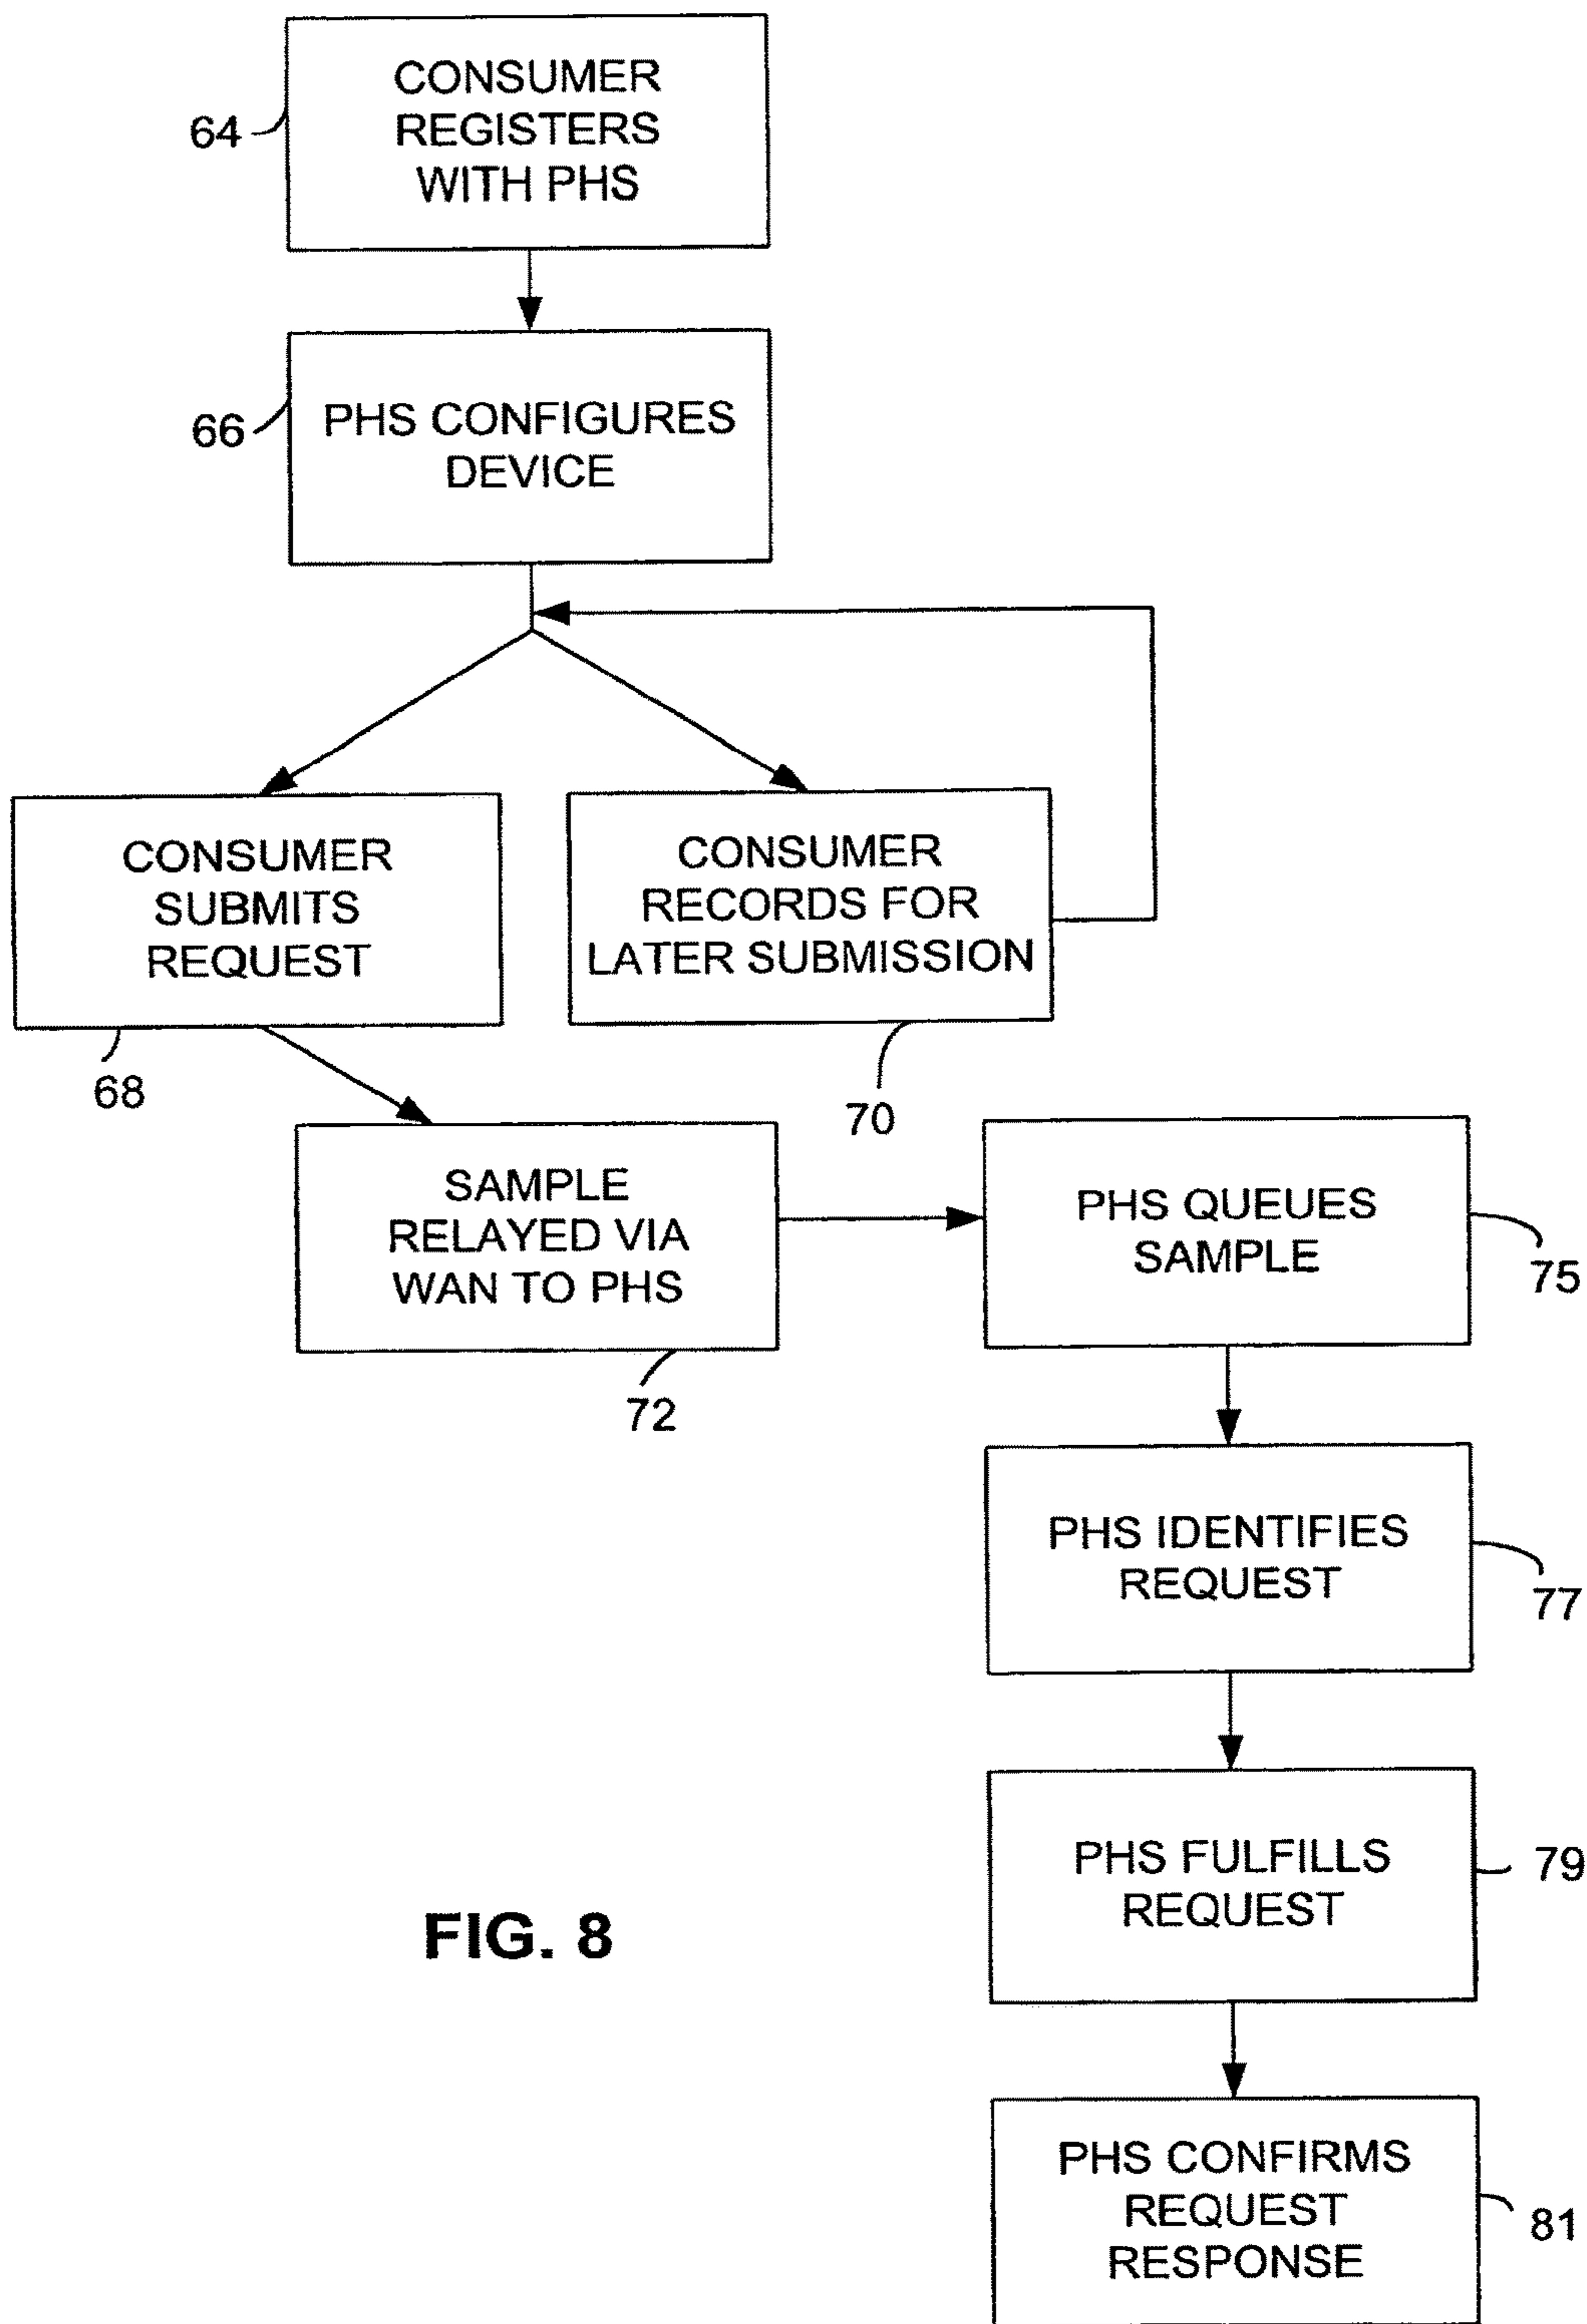 CONSUMER
REGISTERS
WITH PHS
64
PHS CONFIGURES
DEVICE
66
CONSUMER
SUBMITS
REQUEST
68
CONSUMER
RECORDS FOR
LATER SUBMISSION
70
SAMPLE
RELAYED VIA
WAN TO PHS
72
PHS QUEUES
SAMPLE
75
PHS IDENTIFIES
REQUEST
77
PHS FULFILLS
REQUEST
79
FIG. 8
PHS CONFIRMS
REQUEST
RESPONSE
81